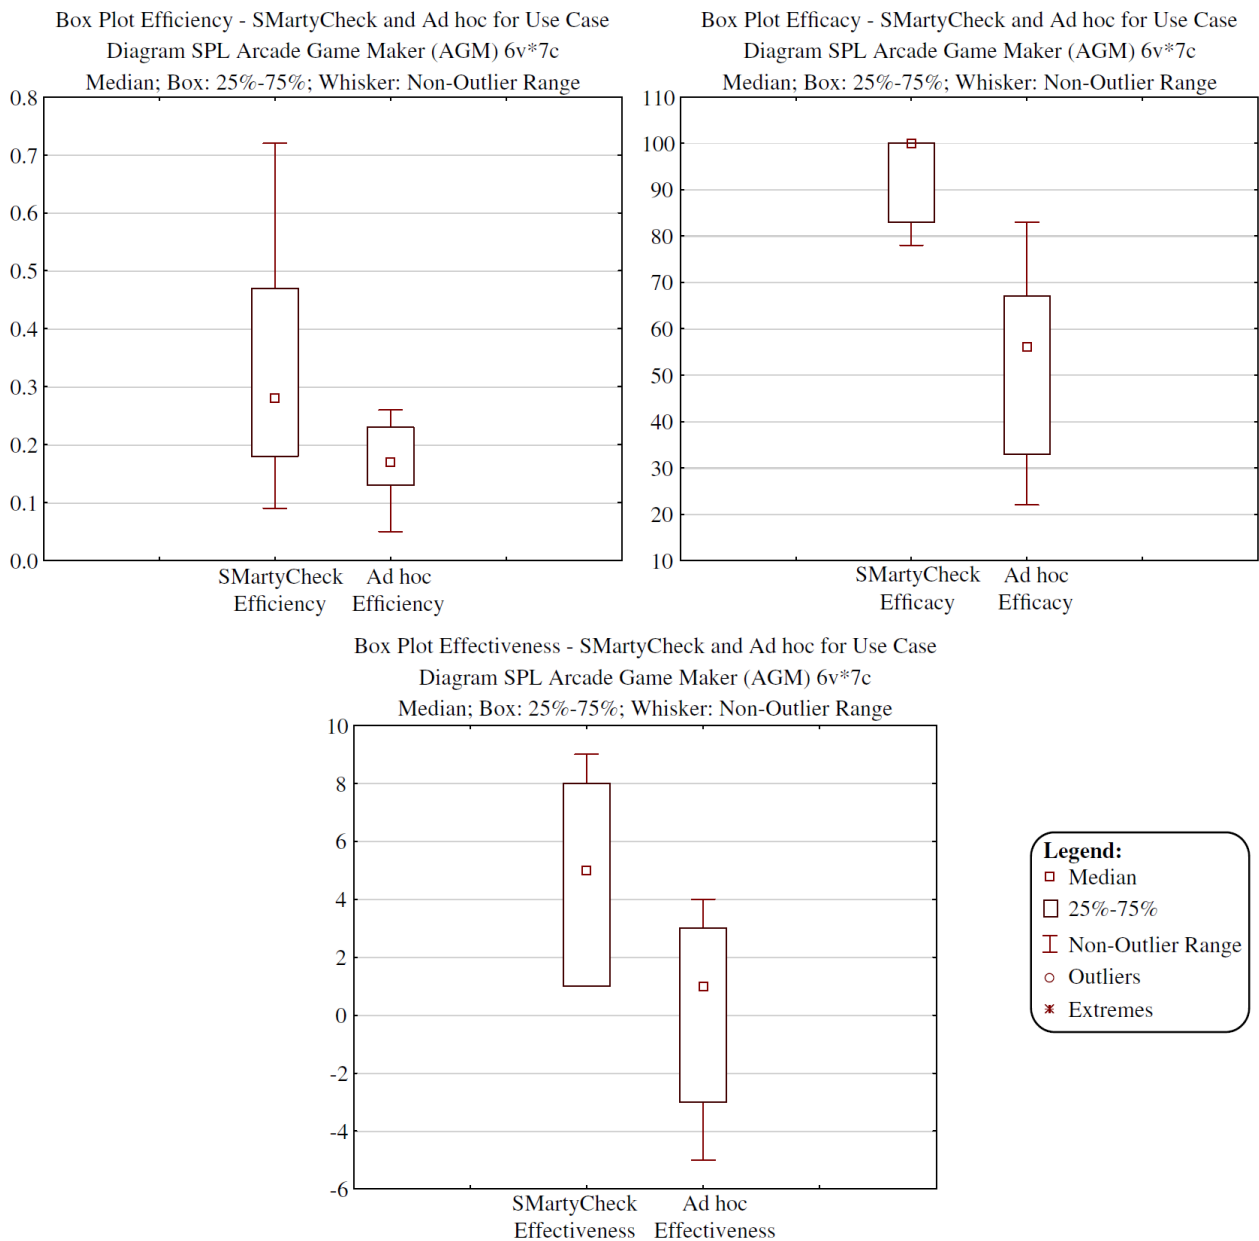 Box Plot Efficiency - SMartyCheck and Ad hoc for Use Case
Diagram SPL Arcade Game Maker (AGM) 6v*7c
Median; Box: 25%-75%; Whisker: Non-Outlier Range
0.8
0.7
0.6
0.5
0.4
0.3
0.2
0.1
0.0
SMartyCheck
Efficiency
Ad hoc
Efficiency
Box Plot Efficacy - SMartyCheck and Ad hoc for Use Case
Diagram SPL Arcade Game Maker (AGM) 6v*7c
Median; Box: 25%-75%; Whisker: Non-Outlier Range
110
100
90
80
70
60
50
40
30
20
10
SMartyCheck
Efficacy
Ad hoc
Efficacy
Box Plot Effectiveness - SMartyCheck and Ad hoc for Use Case
Diagram SPL Arcade Game Maker (AGM) 6v*7c
Median; Box: 25%-75%; Whisker: Non-Outlier Range
10
8
6
4
2
0
-2
-4
-6
SMartyCheck
Effectiveness
Ad hoc
Effectiveness
Legend:
Median
25%-75%
Non-Outlier Range
Outliers
Extremes